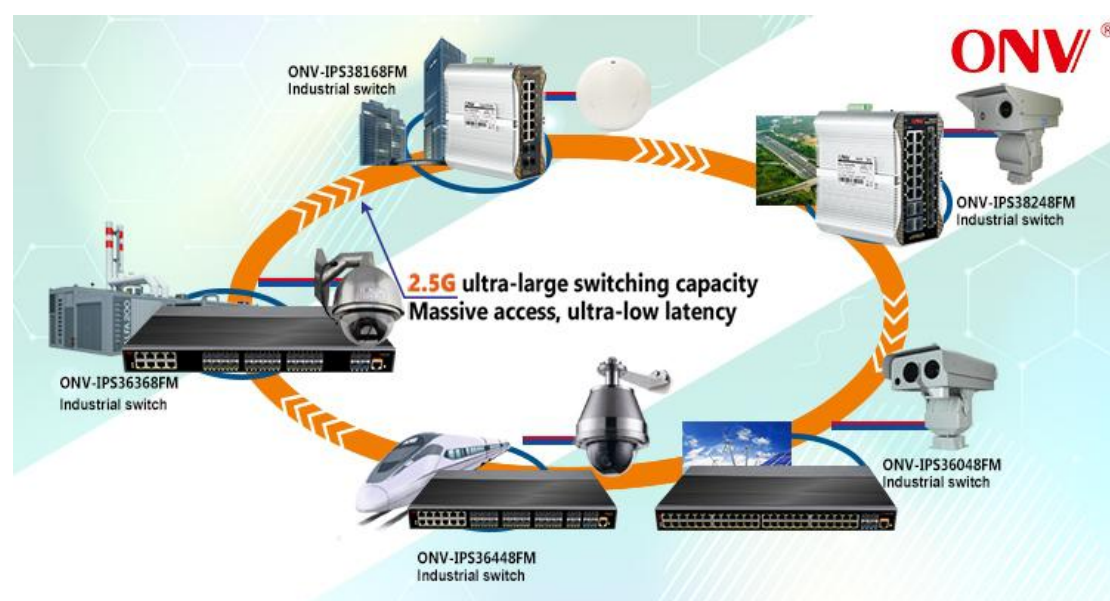 ONV®
ONV-IPS38168FM
Industrial switch
ONV-IPS38248FM
Industrial switch
2.5G ultra-large switching capacity
Massive access, ultra-low latency
ONV-IPS36368FM
Industrial switch
ONV-IPS36048FM
Industrial switch
ONV-IPS36448FM
Industrial switch